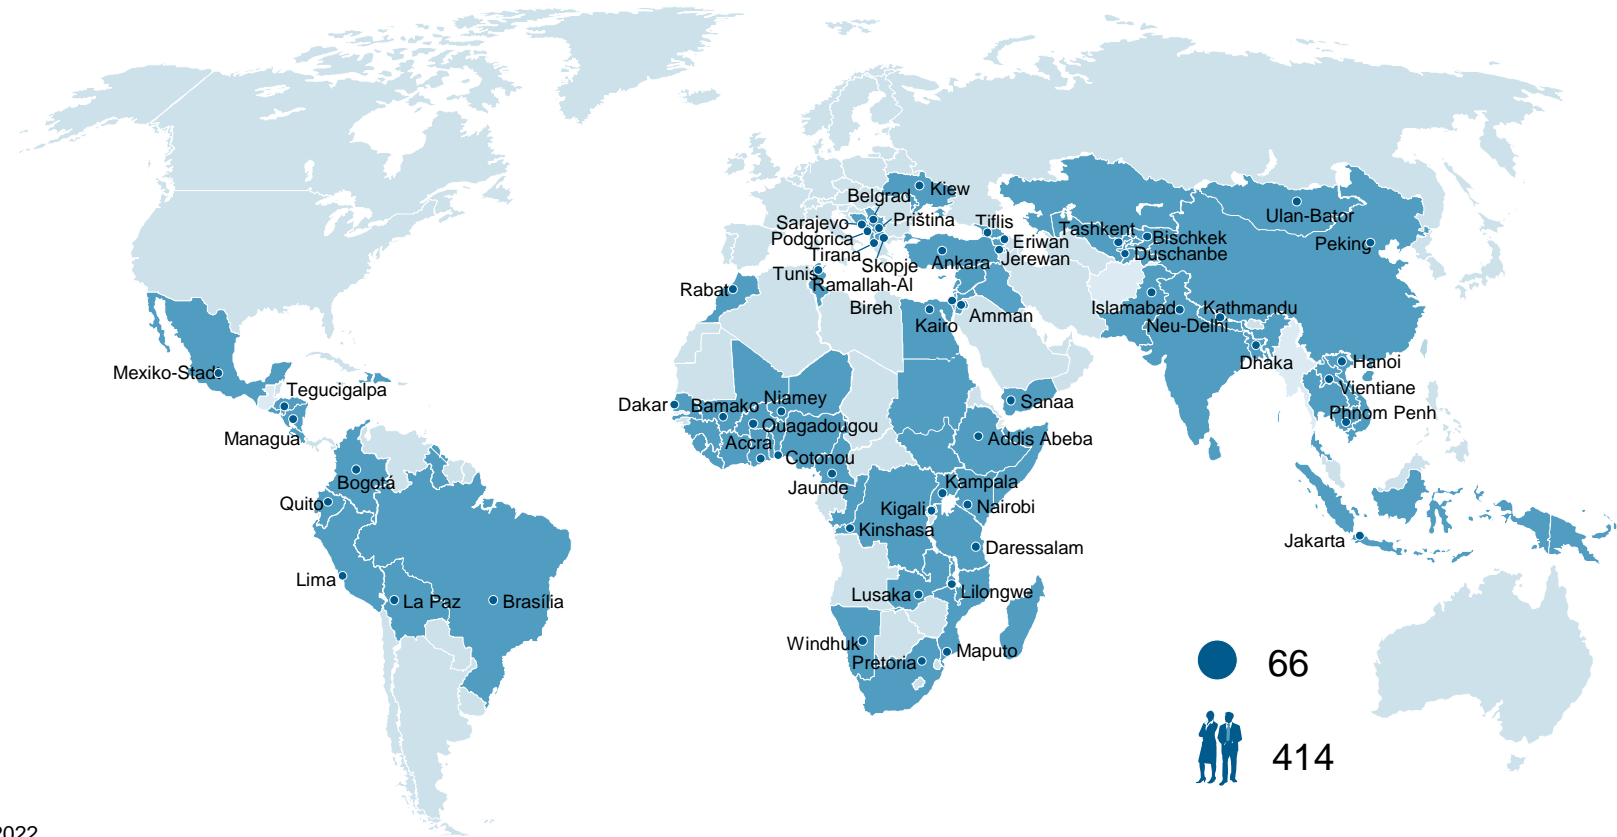 Kiew
Belgrad
Sarajevo
Priština
Tiflis
Podgorica
Eriwan
Tirana
Jerewan
Skopje
Ankara
Tashkent
Bischkek
Duschanbe
Ulan-Bator
Peking
Tunis
Ramallah-Al
Bireh
Rabat
Kairo
Amman
Islamabad
Kathmandu
Neu-Delhi
Dhaka
Hanoi
Vientiane
Phnom Penh
Mexiko-Stadt
Tegucigalpa
Managua
Dakar
Bamako
Niamey
Ouagadougou
Accra
Cotonou
Jaunde
Sanaa
Addis Abeba
Bogotá
Quito
Kampala
Kigali
Nairobi
Kinshasa
Daressalam
Jakarta
Lima
La Paz
Brasília
Lusaka
Lilongwe
Windhuk
Pretoria
Maputo
66
414
2022